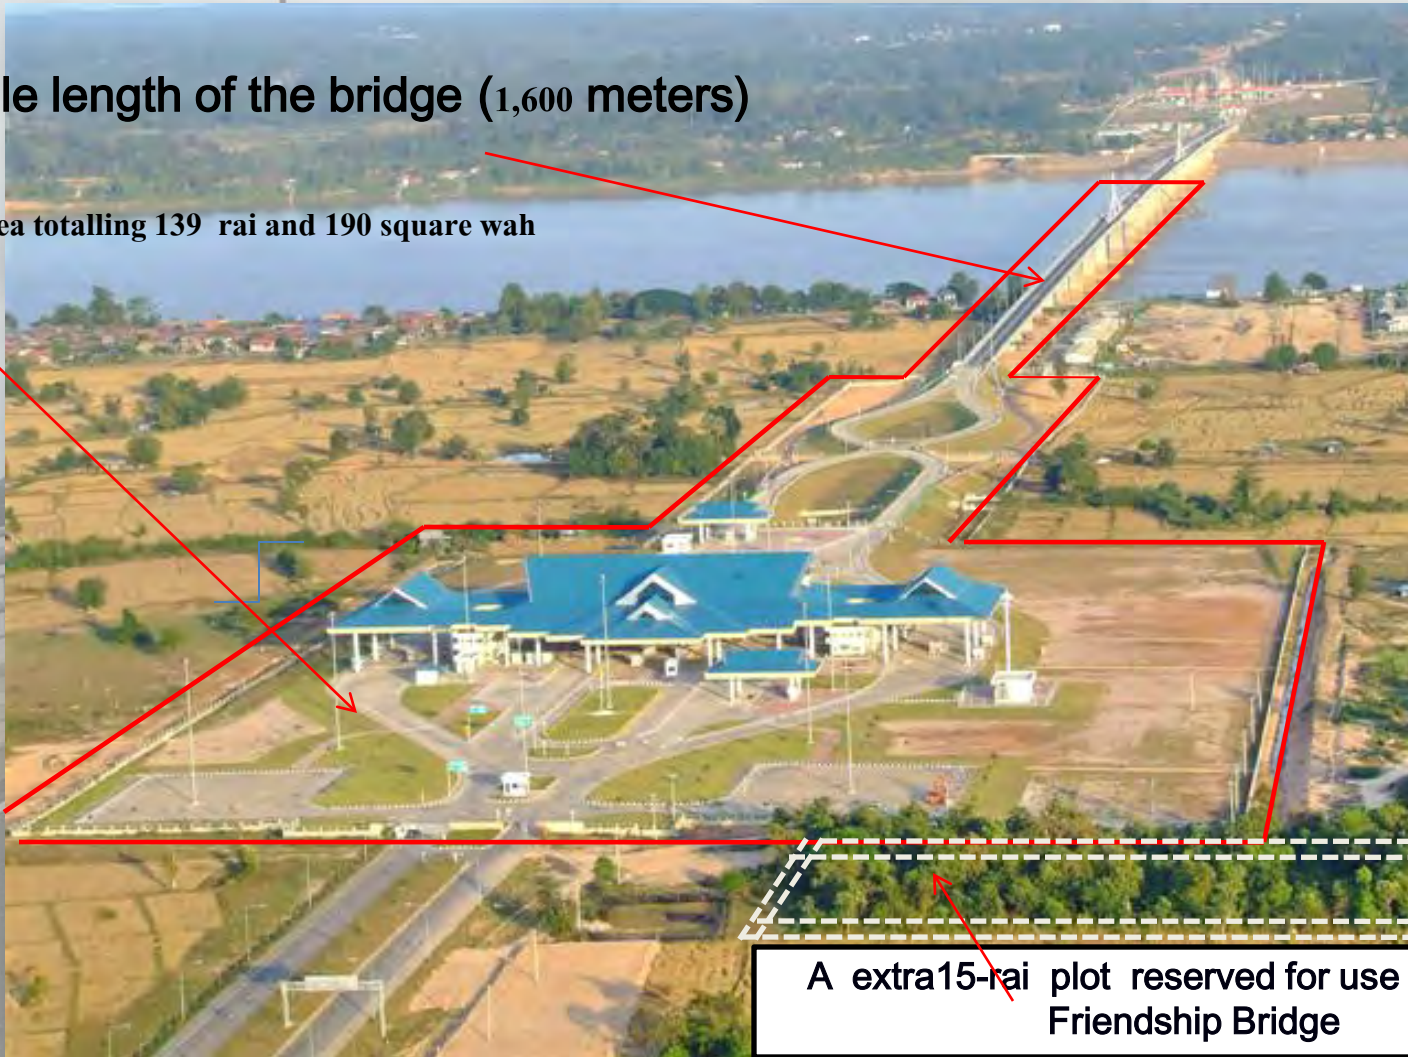 le length of the bridge (1,600 meters)
ea totalling 139 rai and 190 square wah
A extra15-rai plot reserved for use
Friendship Bridge